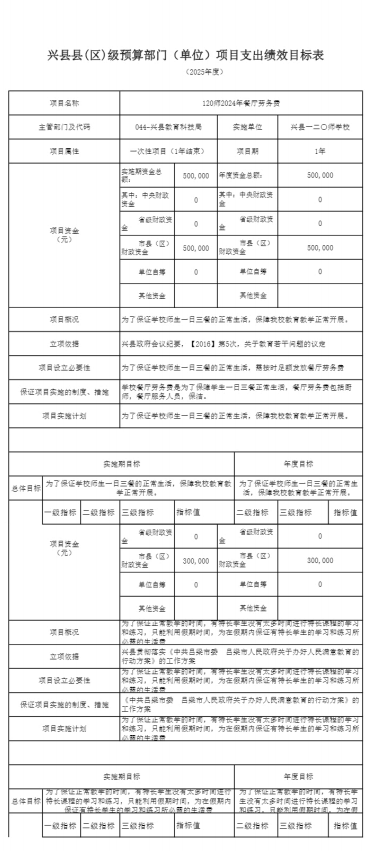 兴县县(区)级预算部门（单位）项目支出绩效目标表
（2025年度）
项目名称 120师2024年餐厅劳务费
主管部门及代码 044-兴县教育科技局 实施单位 兴县一二〇师学校
项目属性 一次性项目（1年结束） 项目期 1年
项目资金
（元）
实施期资金总
额： 500,000 年度资金总额： 500,000
其中：中央财政
资金 0 其中：中央财政资
金 0
省级财政资
金 0 省级财政资
金 0
市县（区）
财政资金 500,000 市县（区）
财政资金 500,000
单位自筹 0 单位自筹 0
其他资金 其他资金
项目概况 为了保证学校师生一日三餐的正常生活，保障我校教育教学正常开展。
立项依据 兴县政府会议纪要，【2016】第5次，关于教育若干问题的议定
项目设立必要性 为了保证学校师生一日三餐的正常生活，需按时足额发放餐厅劳务费
保证项目实施的制度、措施 学校餐厅劳务费是为了保障学生一日三餐正常生活，餐厅劳务费包括厨
师，餐厅服务人员，保洁。
项目实施计划 为了保证学校师生一日三餐的正常生活，保障我校教育教学正常开展。
实施期目标 年度目标
总体目标 为了保证学校师生一日三餐的正常生活，保障我校教育教
学正常开展。 为了保证学校师生一日三餐的正常生
活，保障我校教育教学正常开展。
一级指标 二级指标 三级指标 指标值 二级指标 三级指标 指标值
项目资金
（元）
省级财政资
金 0 省级财政资
金 0
市县（区）
财政资金 300,000 市县（区）
财政资金 300,000
单位自筹 0 单位自筹 0
其他资金 其他资金
项目概况 为了保证正常教学的时间，有特长学生没有太多时间进行特长课程的学习
和练习，只能利用假期时间，为在假期内保证有特长学生的学习和练习所
必需的生活费
立项依据 兴县贯彻落实《中共吕梁市委 吕梁市人民政府关于办好人民满意教育的
行动方案》的工作方案
项目设立必要性 为了保证正常教学的时间，有特长学生没有太多时间进行特长课程的学习
和练习，只能利用假期时间，为在假期内保证有特长学生的学习和练习所
必需的生活费
保证项目实施的制度、措施 《中共吕梁市委 吕梁市人民政府关于办好人民满意教育的行动方案》的
工作方案
项目实施计划 为了保证正常教学的时间，有特长学生没有太多时间进行特长课程的学习
和练习，只能利用假期时间，为在假期内保证有特长学生的学习和练习所
必需的生活费
实施期目标 年度目标
总体目标 为了保证正常教学的时间，有特长学生没有太多时间进行
特长课程的学习和练习，只能利用假期时间，为在假期内
保证有特长学生的学习和练习所必需的生活费 为了保证正常教学的时间，有特长学
生没有太多时间进行特长课程的学习
和练习，只能利用假期时间，为在假
一级指标 二级指标 三级指标 指标值 二级指标 三级指标 指标值